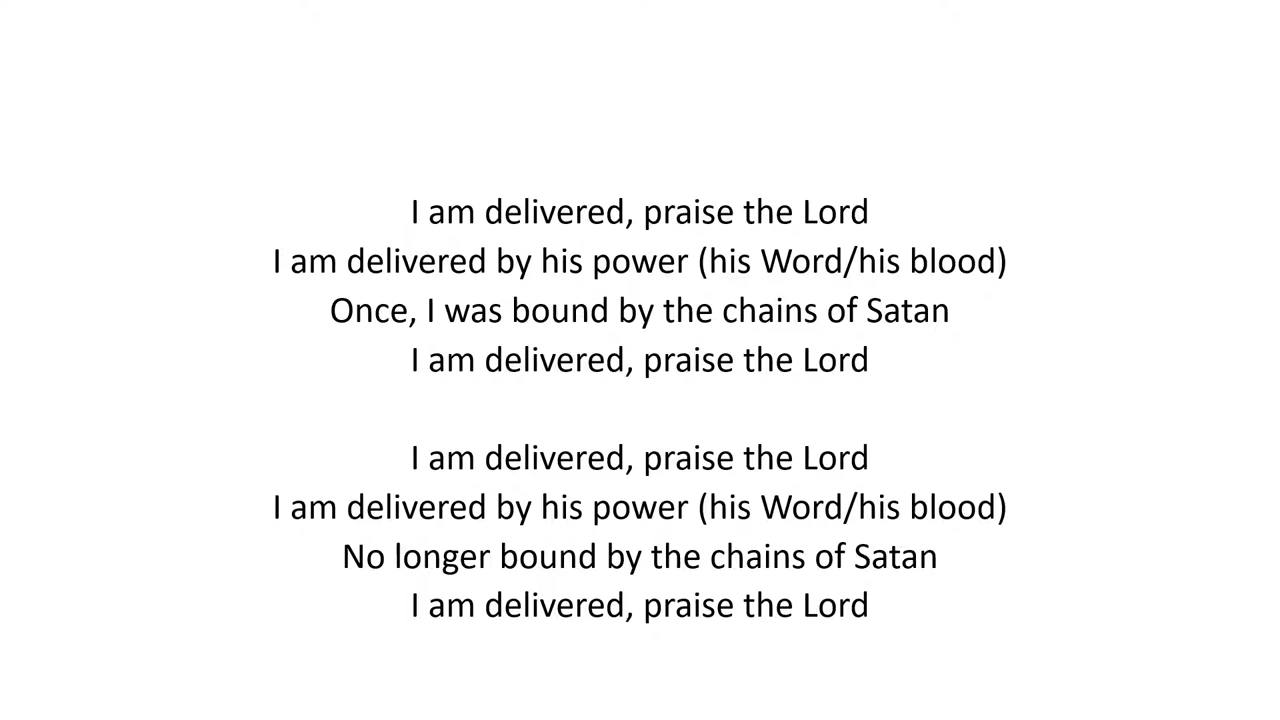 I am delivered, praise the Lord
I am delivered by his power (his Word/his blood)
Once, I was bound by the chains of Satan
I am delivered, praise the Lord

I am delivered, praise the Lord
I am delivered by his power (his Word/his blood)
No longer bound by the chains of Satan
I am delivered, praise the Lord